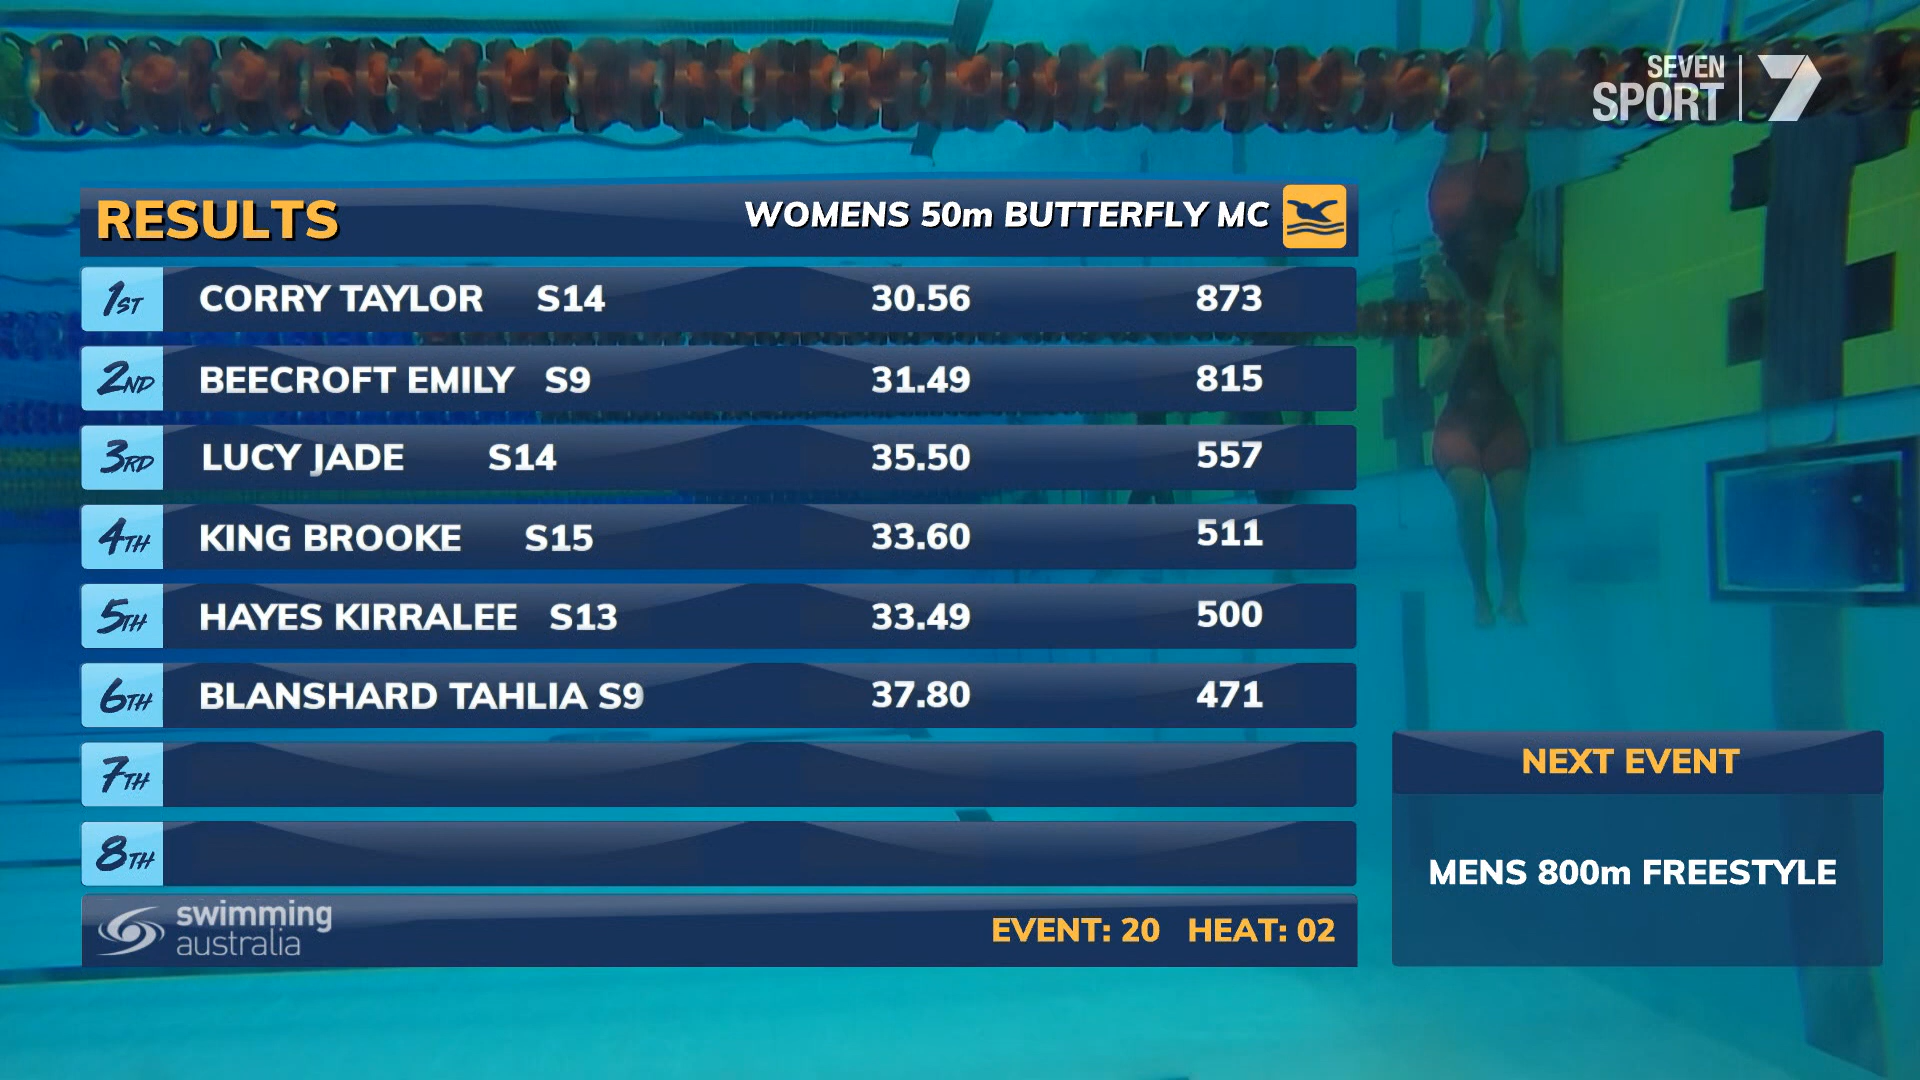 SEVEN
SPORT 7
RESULTS WOMENS 50m BUTTERFLY MC
1ST CORRY TAYLOR S14 30.56 873
2ND BEECROFT EMILY S9 31.49 815
3RD LUCY JADE S14 35.50 557
4TH KING BROOKE S15 33.60 511
5TH HAYES KIRRALEE S13 33.49 500
6TH BLANSHARD TAHLIA S9 37.80 471
7TH
8TH
swimming
australia
EVENT: 20 HEAT: 02
NEXT EVENT
MENS 800m FREESTYLE